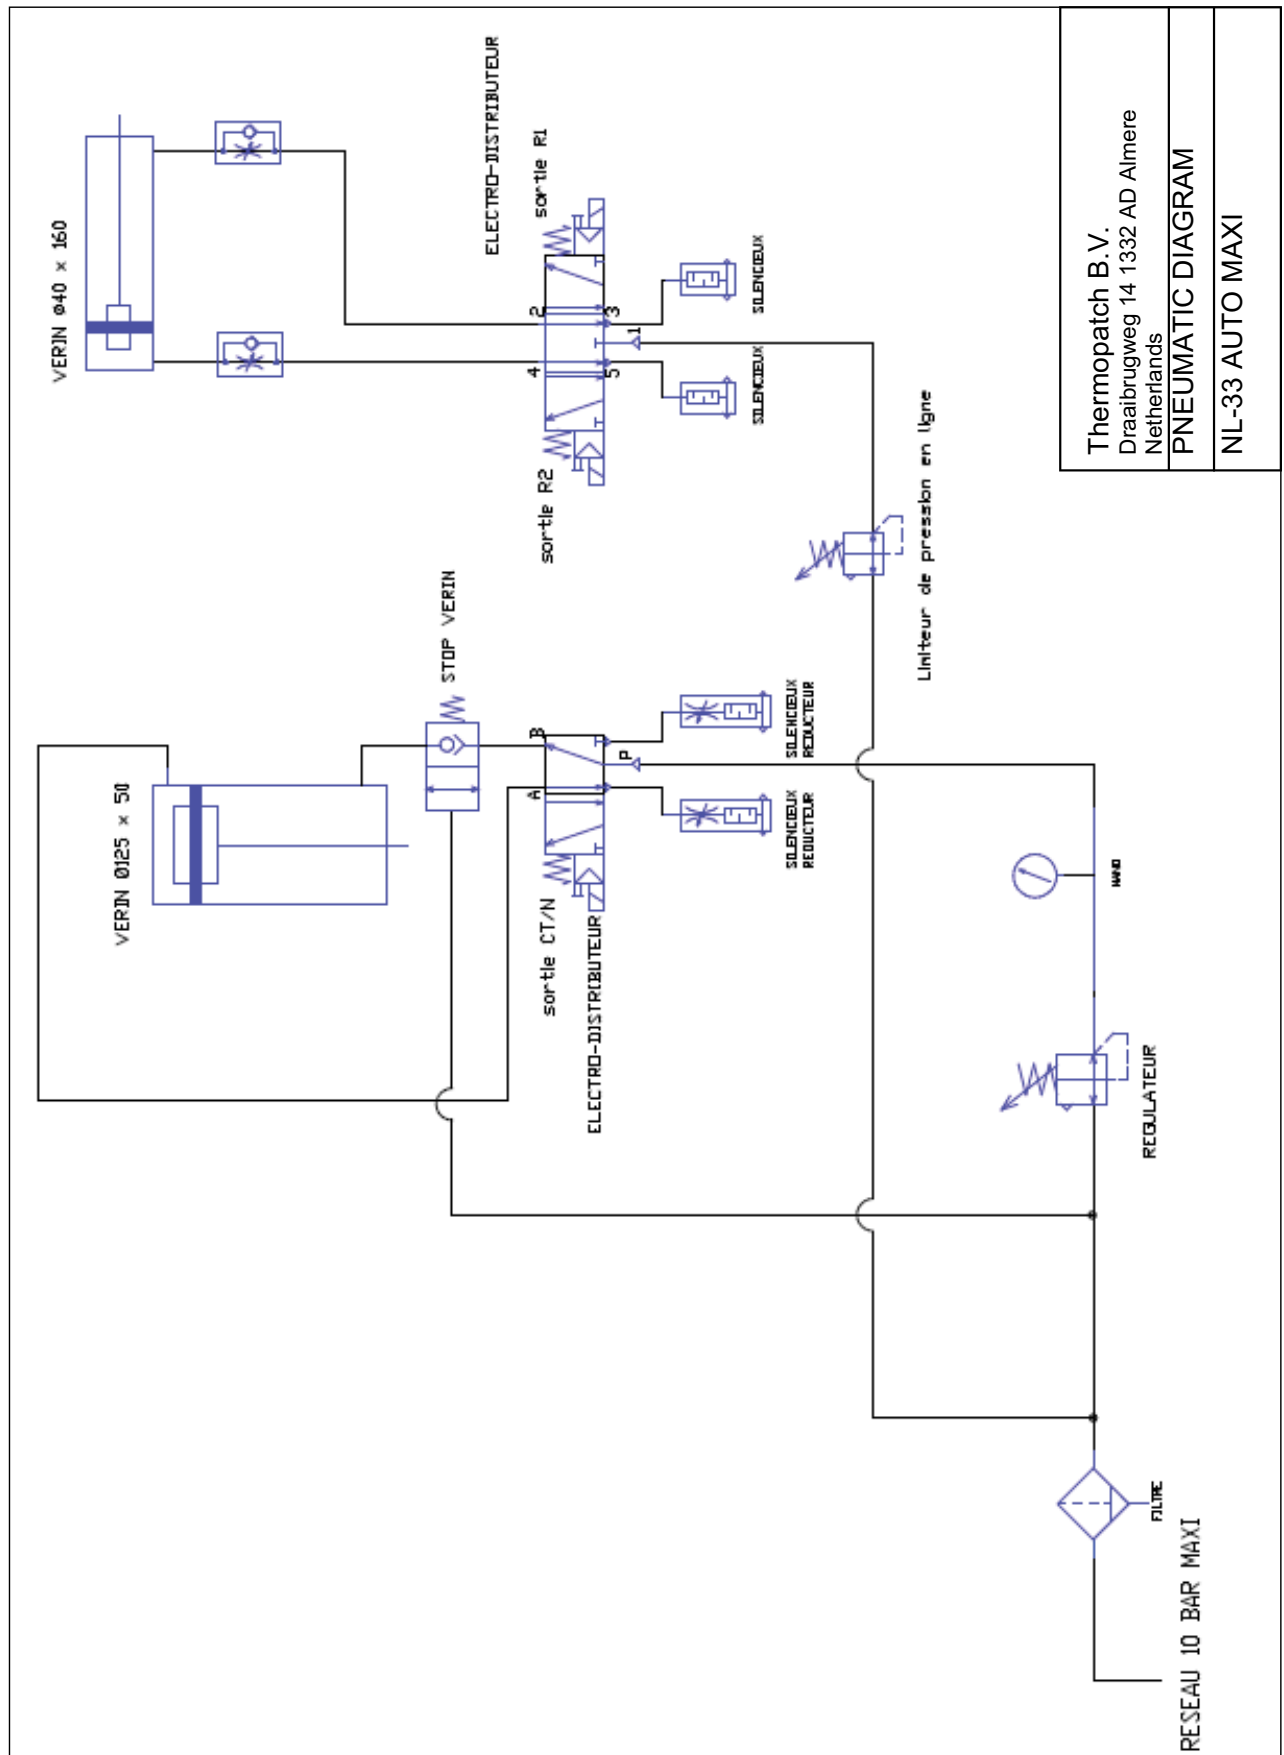 VERIN ø40 x 160
ELECTRO-DISTRIBUTEUR
sortie R1
sortie R2
2
4
3
1
5
SILENCIEUX
SILENCIEUX
VERIN Ø125 x 50
STOP VERIN
B
A
P
sortie CT/N
ELECTRO-DISTRIBUTEUR
SILENCIEUX
REDUCTEUR
SILENCIEUX
REDUCTEUR
Limiteur de pression en ligne
MANO
REGULATEUR
FILTRE
RESEAU 10 BAR MAXI
Thermopatch B.V.
Draaibrugweg 14 1332 AD Almere
Netherlands
PNEUMATIC DIAGRAM
NL-33 AUTO MAXI